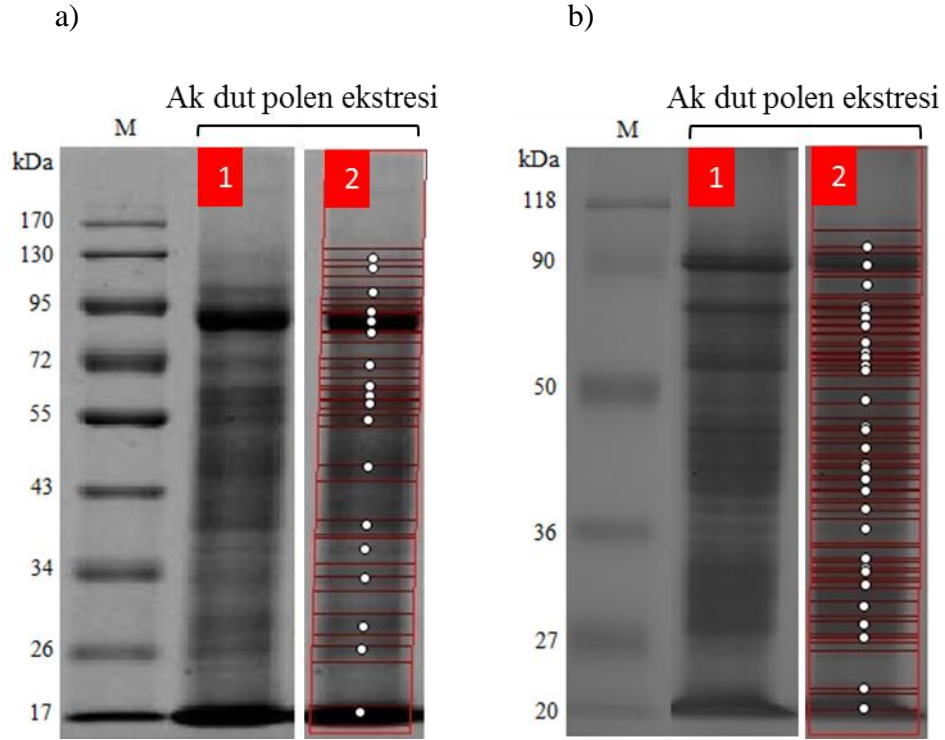 a)
Ak dut polen ekstresi
M
kDa
1
2
170
130
95
72
55
43
34
26
17
b)
Ak dut polen ekstresi
M
kDa
1
2
118
90
50
36
27
20